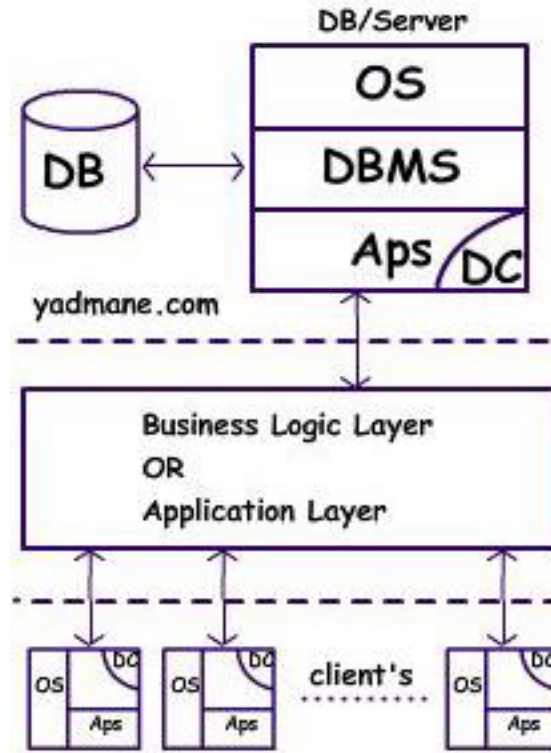 DB/Server
OS
DB
DBMS
Aps
DC
yadmane.com
Business Logic Layer
OR
Application Layer
OS
DC
Aps
OS
DC
Aps
client's
OS
DC
Aps